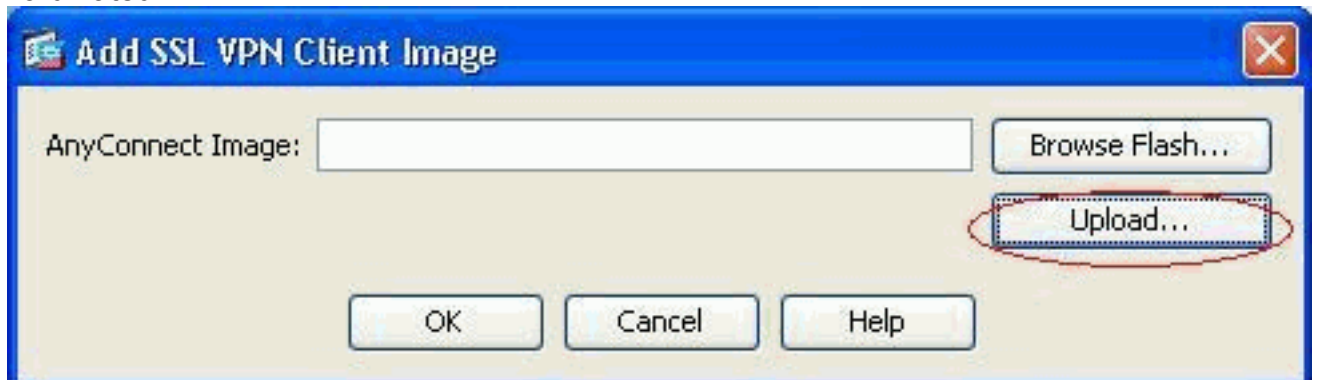 Add SSL VPN Client Image
AnyConnect Image:
Browse Flash...
Upload...
OK
Cancel
Help